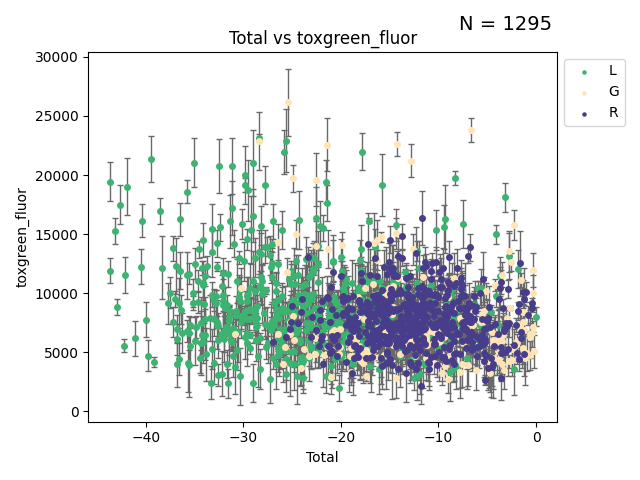 N = 1295
Total vs toxgreen_fluor
30000
25000
20000
15000
10000
5000
0
toxgreen_fluor
−40
−30
−20
−10
0
Total
L
G
R